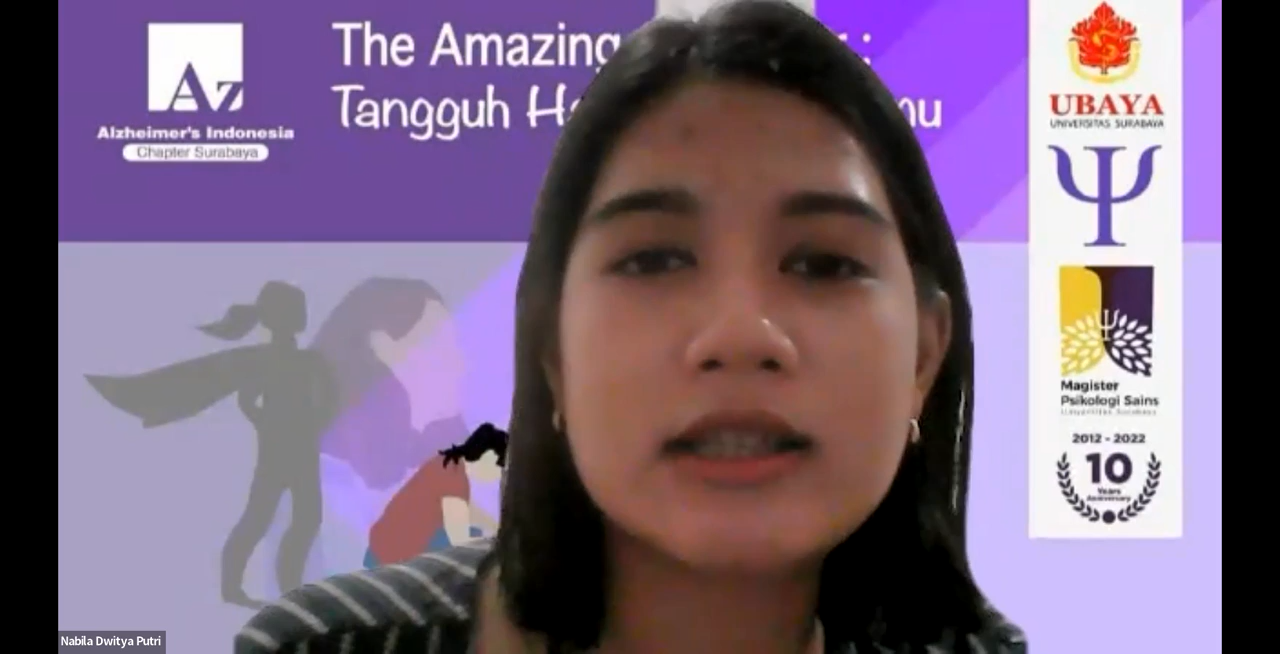 The Amazing
Tangguh
Az
Alzheimer's Indonesia
Chapter Surabaya
UBAYA
UNIVERSITAS SURABAYA
Magister
Psikologi Sains
Universitas Surabaya
2012 - 2022
10
Years
Anniversary
Nabila Dwitya Putri